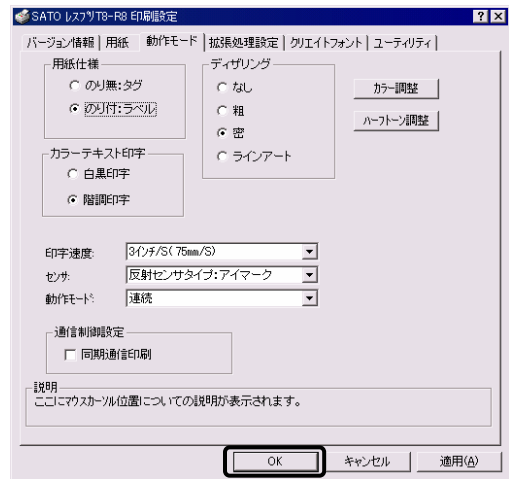 SATO ﾚｽﾌﾟﾘT8-R8 印刷設定
バージョン情報 用紙 動作モード 拡張処理設定 クリエイトフォント ユーティリティ
用紙仕様
のり無:タグ
のり付:ラベル
ディザリング
なし
粗
密
ラインアート
カラー調整
ハーフトーン調整
カラーテキスト印字
白黒印字
階調印字
印字速度: 3インチ/S( 75mm/S)
センサ: 反射センサタイプ:アイマーク
動作モード: 連続
通信制御設定
同期通信印刷
説明
ここにマウスカーソル位置についての説明が表示されます。
OK キャンセル 適用(A)